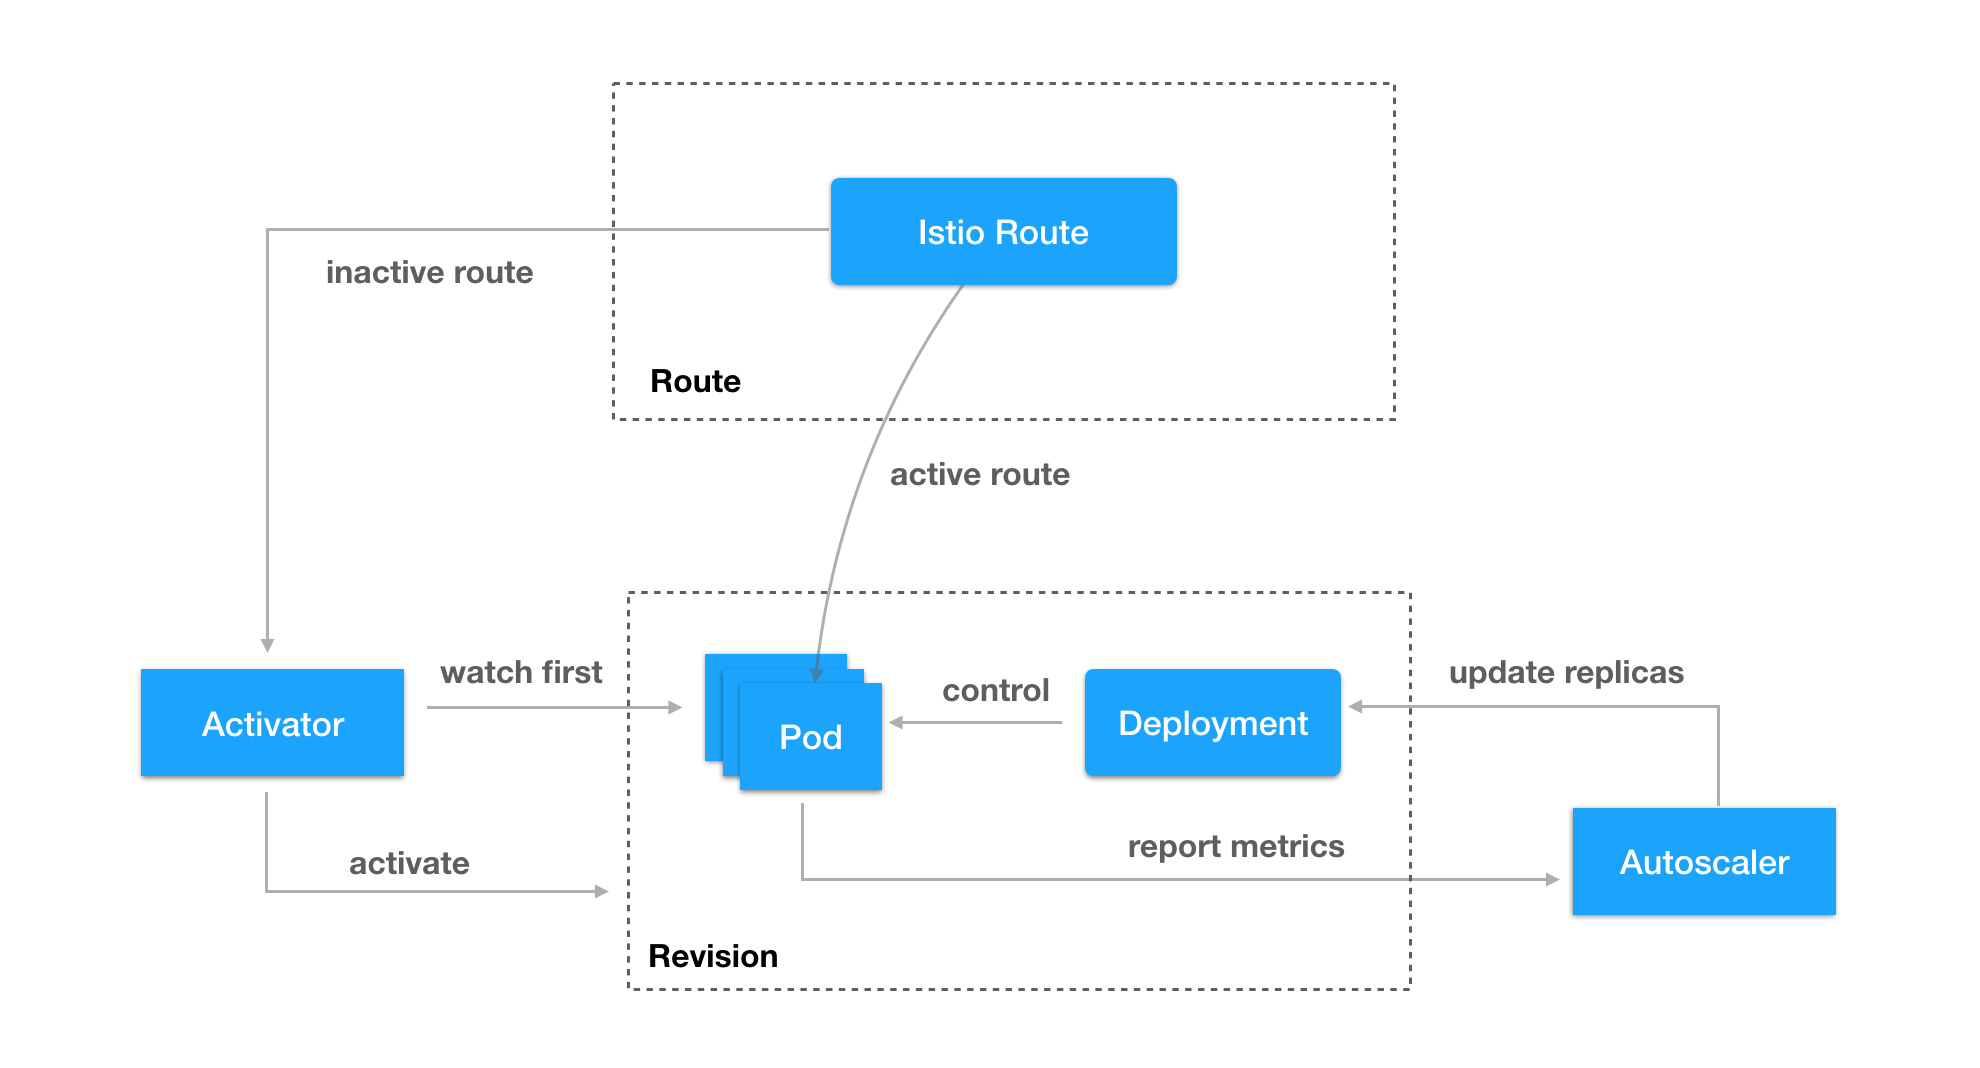 Istio Route
inactive route
Route
active route
watch first
control
update replicas
Activator
Pod
Deployment
report metrics
activate
Autoscaler
Revision